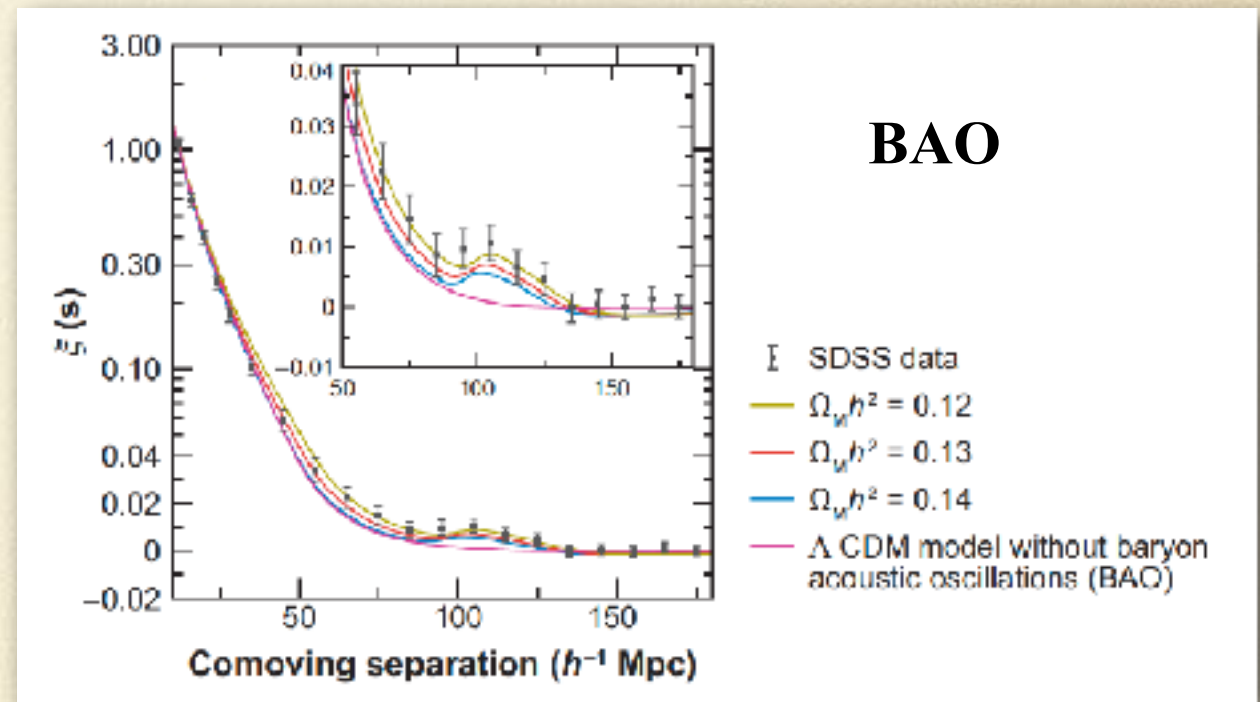 BAO
3.00
1.00
0.30
0.10
0.04
0.02
0
−0.02
ξ (s)
50 100 150
Comoving separation (h⁻¹ Mpc)
0.04
0.03
0.02
0.01
0
−0.01
50 100 150
SDSS data
Ω_M h² = 0.12
Ω_M h² = 0.13
Ω_M h² = 0.14
Λ CDM model without baryon
acoustic oscillations (BAO)